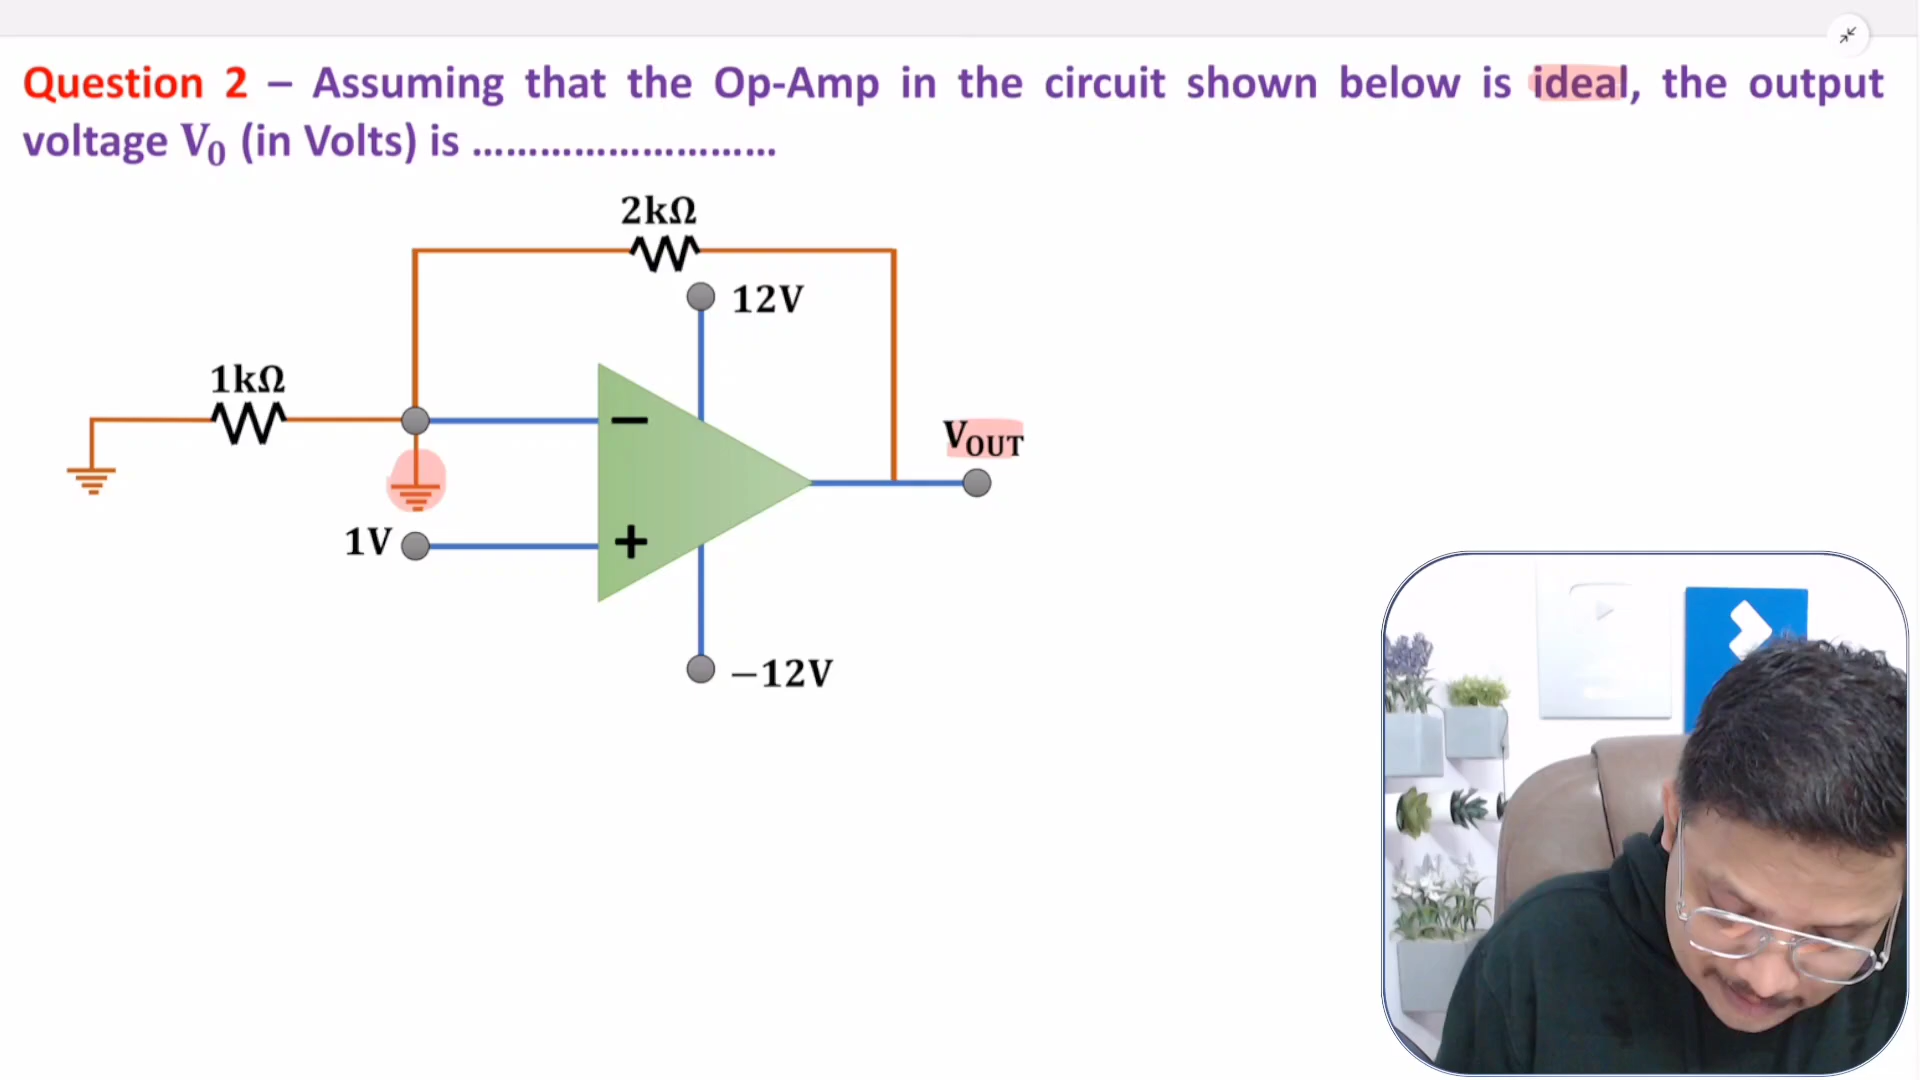 Question 2 – Assuming that the Op-Amp in the circuit shown below is ideal, the output
voltage V₀ (in Volts) is ..............................
2kΩ
12V
1kΩ
−
V_OUT
1V
+
−12V